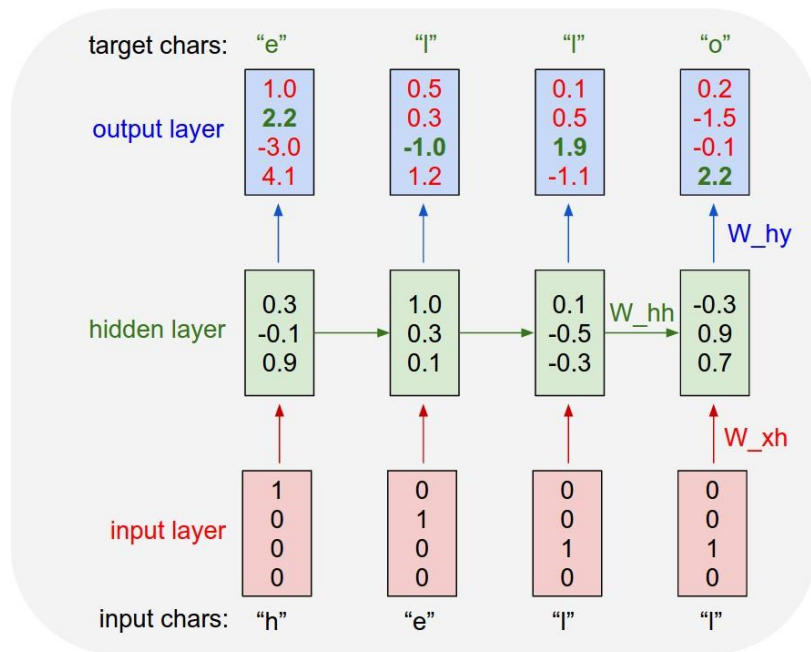 target chars: “e” “l” “l” “o”
1.0 0.5 0.1 0.2
2.2 0.3 0.5 -1.5
output layer
-3.0 -1.0 1.9 -0.1
4.1 1.2 -1.1 2.2
W_hy
0.3 1.0 0.1 -0.3
W_hh
hidden layer -0.1 0.3 -0.5 0.9
0.9 0.1 -0.3 0.7
W_xh
1 0 0 0
0 1 0 0
input layer
0 0 1 1
0 0 0 0
input chars: “h” “e” “l” “l”